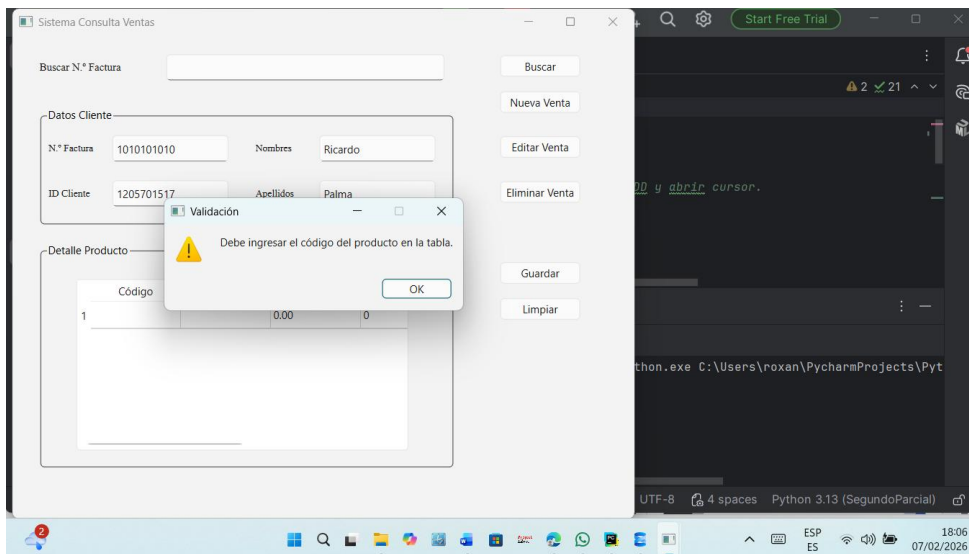 Sistema Consulta Ventas
Start Free Trial
Buscar N.° Factura
Buscar
2 21
Nueva Venta
Datos Cliente
N.° Factura 1010101010 Nombres Ricardo
Editar Venta
ID Cliente 1205701517 Apellidos Palma
Eliminar Venta
y abrir cursor.
Validación
Debe ingresar el código del producto en la tabla.
OK
Detalle Producto
Guardar
Código
Limpiar
1 0.00 0
thon.exe C:\Users\roxan\PycharmProjects\Pyt
UTF-8 4 spaces Python 3.13 (SegundoParcial)
2
ESP
ES
18:06
07/02/2026